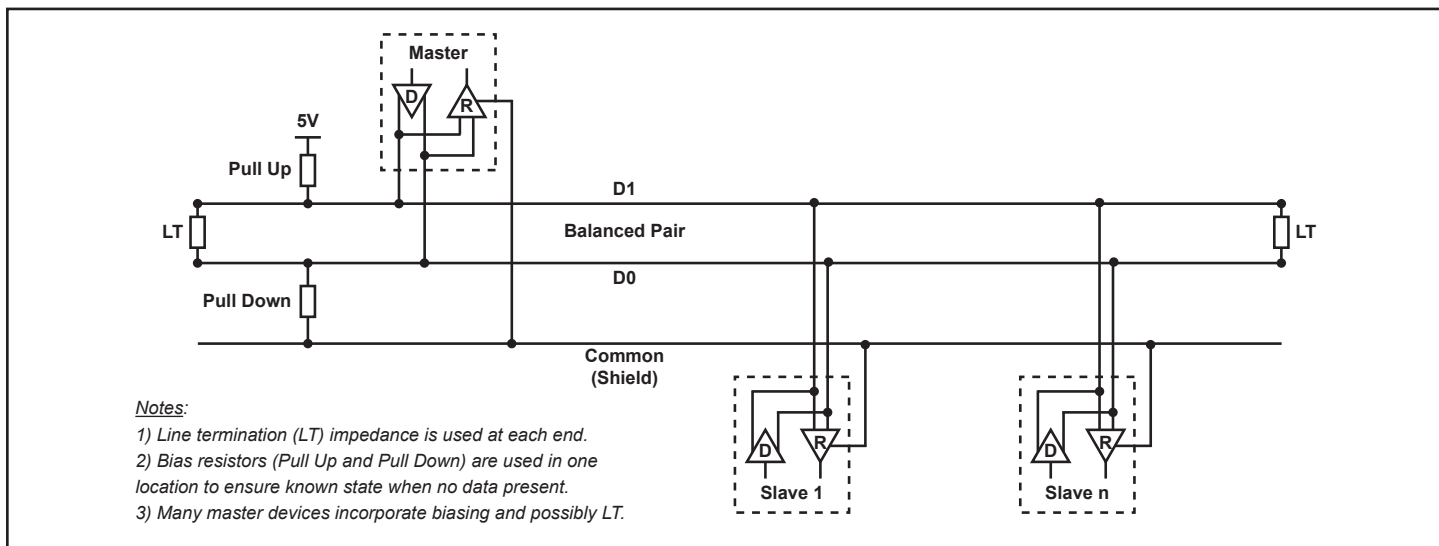 Master
D
R
5V
Pull Up
D1
LT
Balanced Pair
LT
D0
Pull Down
Common
(Shield)
Notes:
1) Line termination (LT) impedance is used at each end.
2) Bias resistors (Pull Up and Pull Down) are used in one
location to ensure known state when no data present.
3) Many master devices incorporate biasing and possibly LT.
D
R
Slave 1
D
R
Slave n